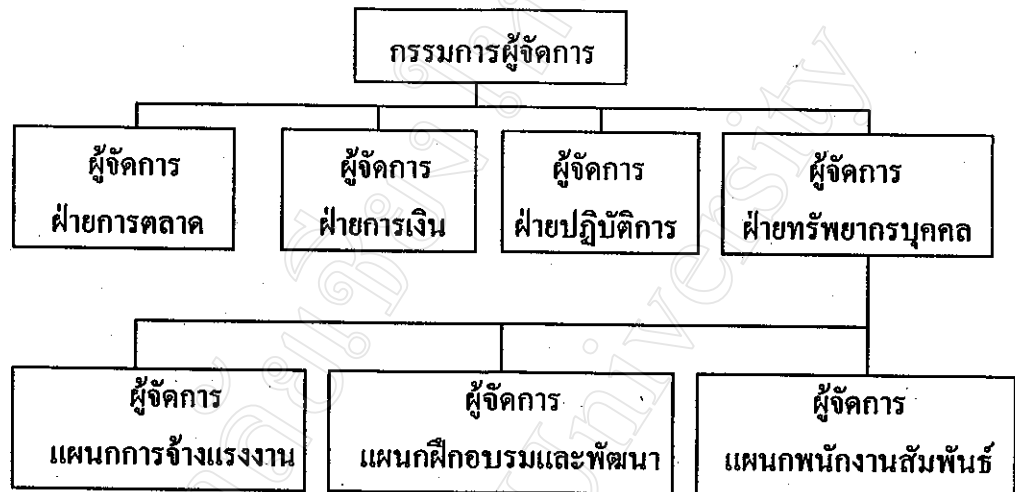 กรรมการผู้จัดการ
ผู้จัดการ
ฝ่ายการตลาด
ผู้จัดการ
ฝ่ายการเงิน
ผู้จัดการ
ฝ่ายปฏิบัติการ
ผู้จัดการ
ฝ่ายทรัพยากรบุคคล
ผู้จัดการ
แผนกการจ้างแรงงาน
ผู้จัดการ
แผนกฝึกอบรมและพัฒนา
ผู้จัดการ
แผนกพนักงานสัมพันธ์
University
University